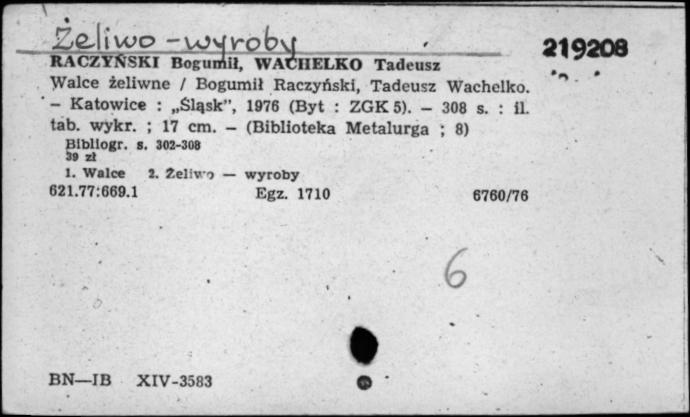 Żeliwo - wyroby
219208
RACZYŃSKI Bogumił, WACHELKO Tadeusz
Walce żeliwne / Bogumił Raczyński, Tadeusz Wachelko.
– Katowice : „Śląsk”, 1976 (Byt : ZGK 5). – 308 s. : il.
tab. wykr. ; 17 cm. – (Biblioteka Metalurga ; 8)
Bibliogr. s. 302-308
39 zł
1. Walce 2. Żeliwo — wyroby
621.77:669.1 Egz. 1710 6760/76
6
BN—IB XIV-3583